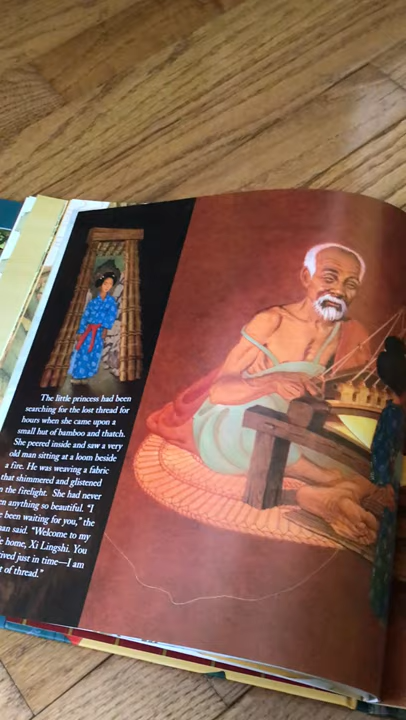 The little princess had been
searching for the lost thread for
hours when she came upon a
small hut of bamboo and thatch.
She peered inside and saw a very
old man sitting at a loom beside
a fire. He was weaving a fabric
that shimmered and glistened
the firelight. She had never
anything so beautiful. "I
been waiting for you," the
said. "Welcome to my
home, Xi Lingshi. You
just in time—I am
of thread."